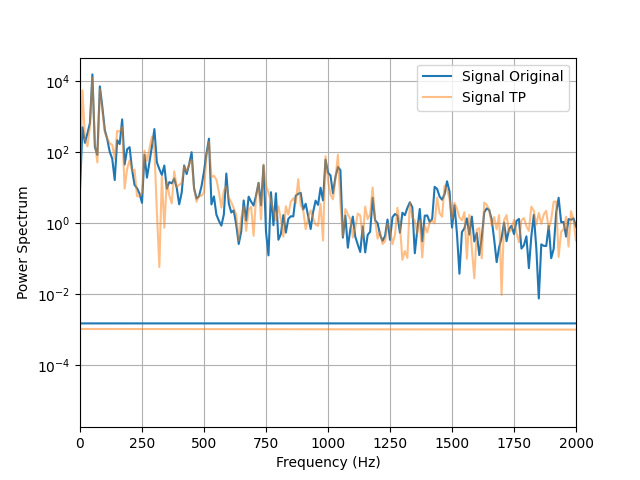 Signal Original
Signal TP
10^4
10^2
10^0
10^-2
10^-4
Power Spectrum
0 250 500 750 1000 1250 1500 1750 2000
Frequency (Hz)